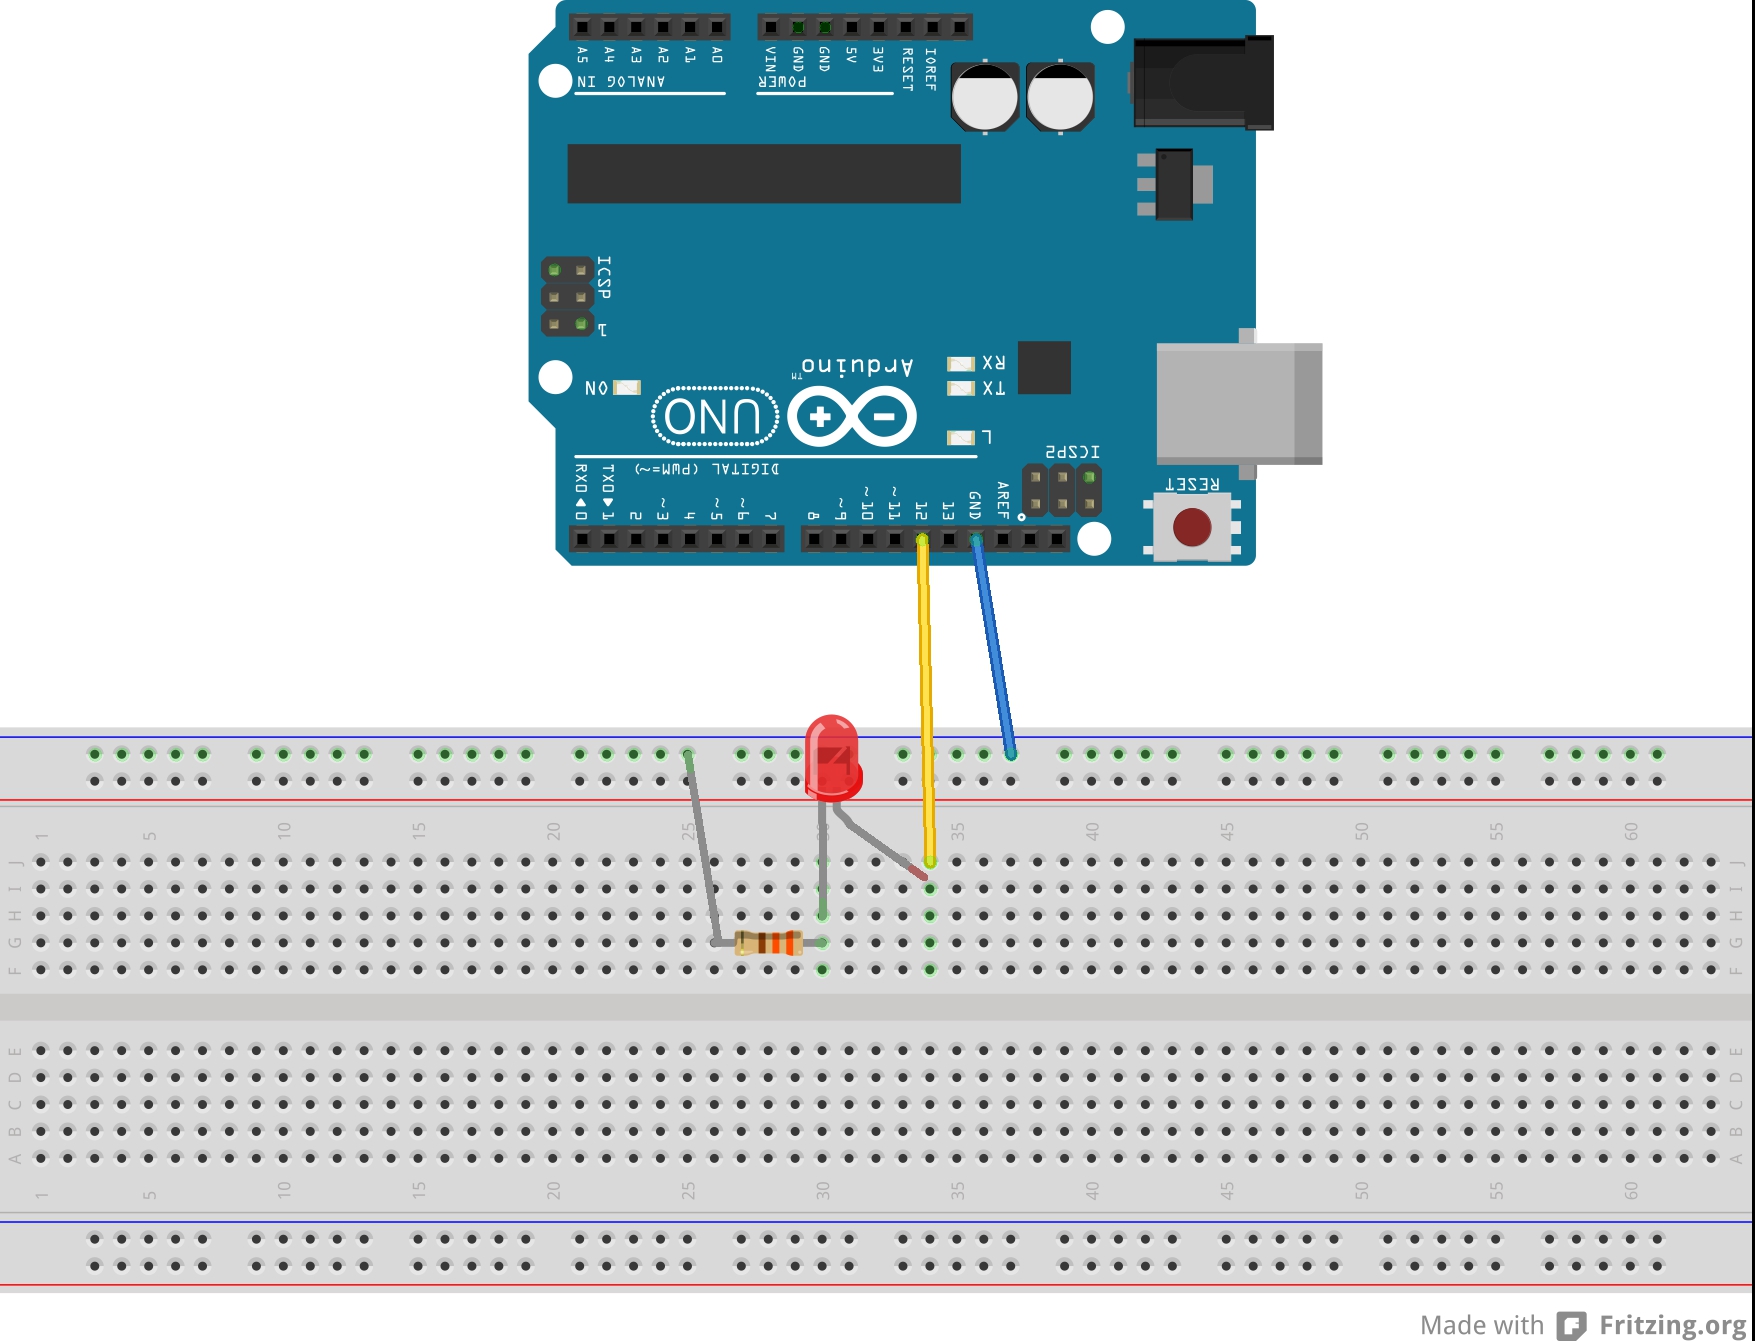 A5 A4 A3 A2 A1 A0 VIN GND GND 5V 3V3 RESET IOREF
ANALOG IN POWER
ICSP
1
Arduino
TM
RX
ON
TX
UNO
L
ICSP2
DIGITAL (PWM=~)
RESET
RX0◀0 TX0▶1 2 ~3 4 ~5 ~6 7 8 ~9 ~10 ~11 12 13 GND AREF
1 5 10 15 20 25 30 35 40 45 50 55 60
J J
I I
H H
G G
F F
E E
D D
C C
B B
A A
1 5 10 15 20 25 30 35 40 45 50 55 60
Made with Fritzing.org